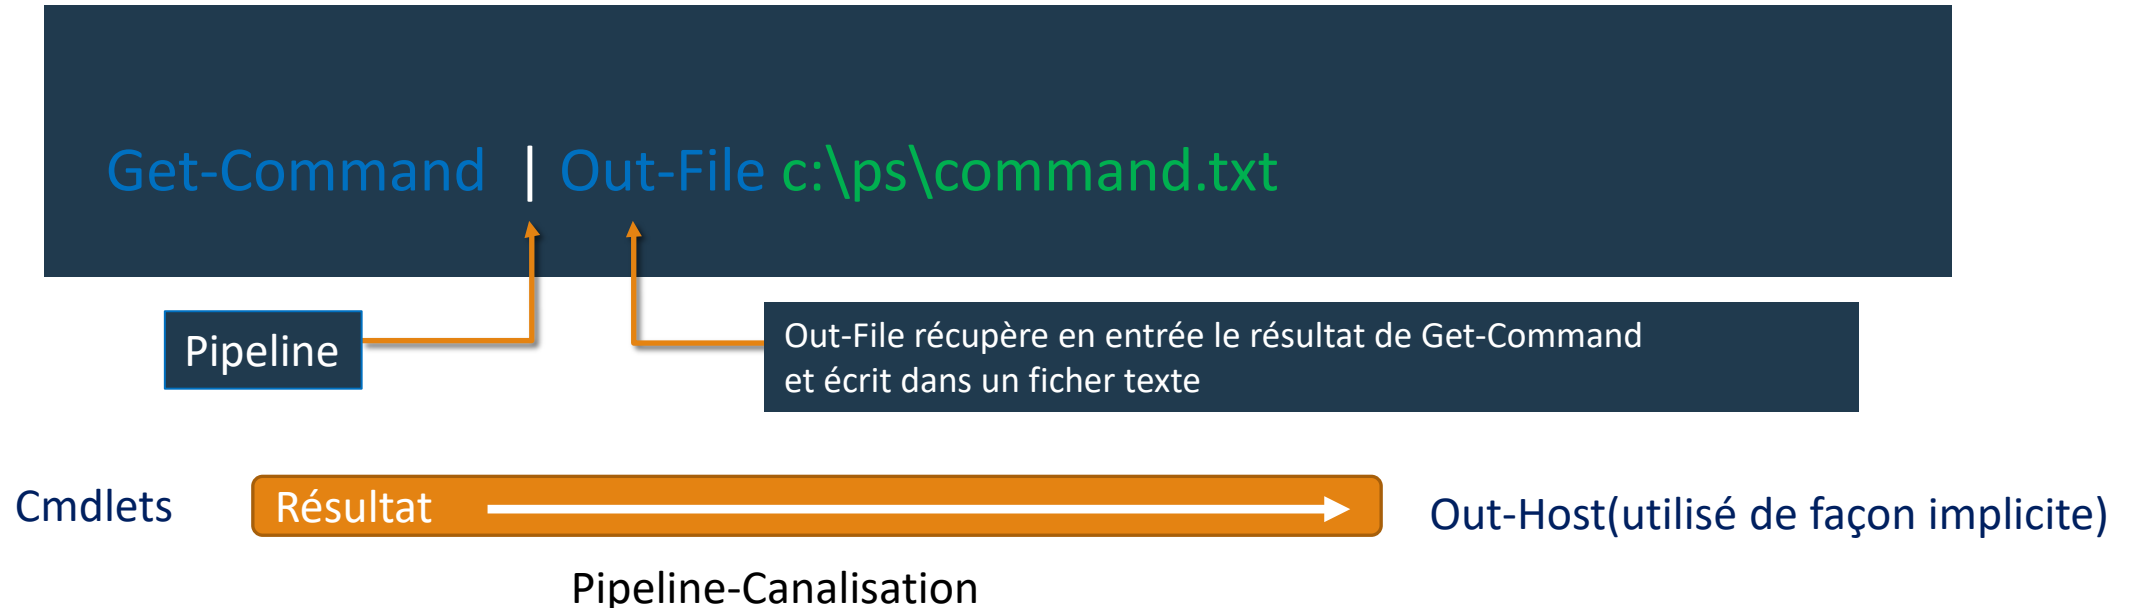 Get-Command | Out-File c:\ps\command.txt
Pipeline
Out-File récupère en entrée le résultat de Get-Command
et écrit dans un ficher texte
Cmdlets
Résultat
Out-Host(utilisé de façon implicite)
Pipeline-Canalisation